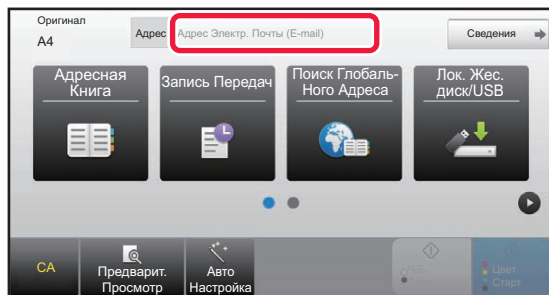 Оригинал
A4
Адрес
Адрес Электр. Почты (E-mail)
Сведения
Адресная
Книга
Запись Передач
Поиск Глобаль-
Ного Адреса
Лок. Жес.
диск/USB
CA
Предварит.
Просмотр
Авто
Настройка
Ч/Б
Старт
Цвет
Старт